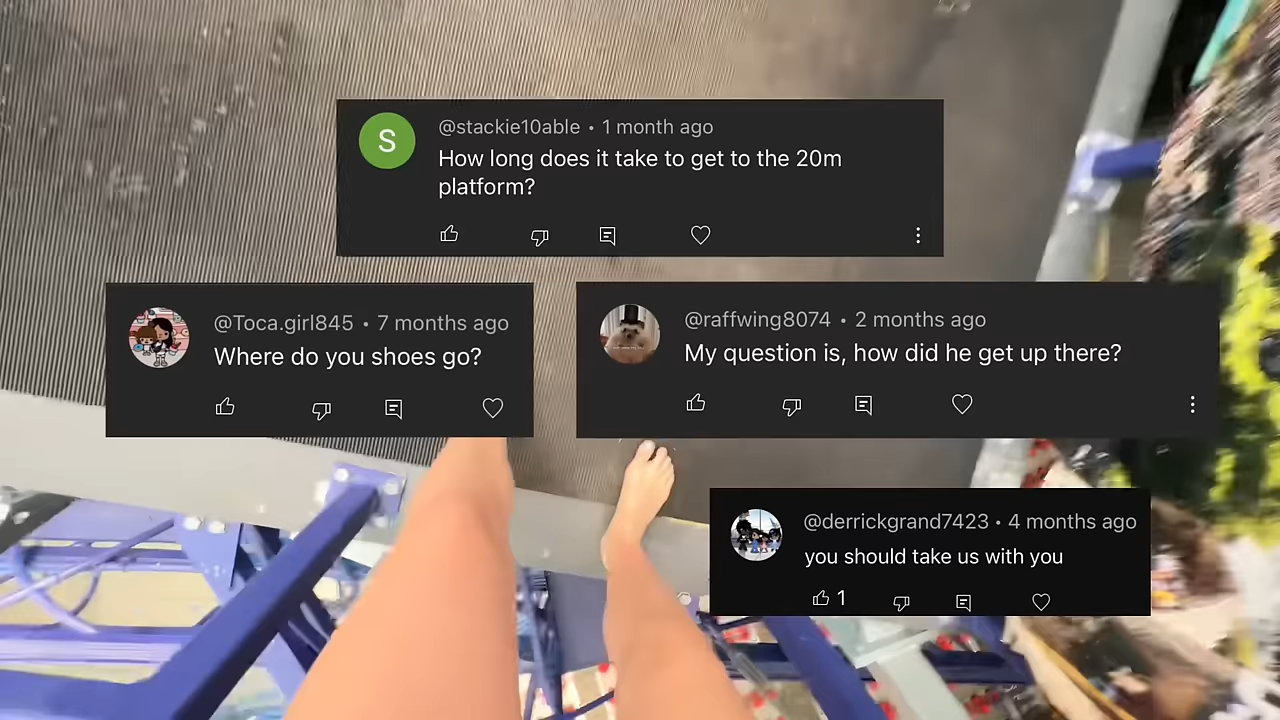 S
@stackie10able • 1 month ago
How long does it take to get to the 20m
platform?
@Toca.girl845 • 7 months ago
Where do you shoes go?
@raffwing8074 • 2 months ago
My question is, how did he get up there?
@derrickgrand7423 • 4 months ago
you should take us with you
1